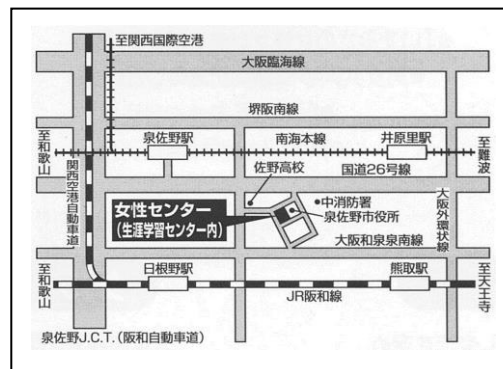 至関西国際空港
大阪臨海線
堺阪南線
至和歌山
泉佐野駅
南海本線
井原里駅
至難波
国道26号線
関西空港自動車道
佐野高校
女性センター
(生涯学習センター内)
•中消防署
泉佐野市役所
大阪外環状線
大阪和泉泉南線
至和歌山
日根野駅
熊取駅
至天王寺
JR阪和線
泉佐野J.C.T.(阪和自動車道)